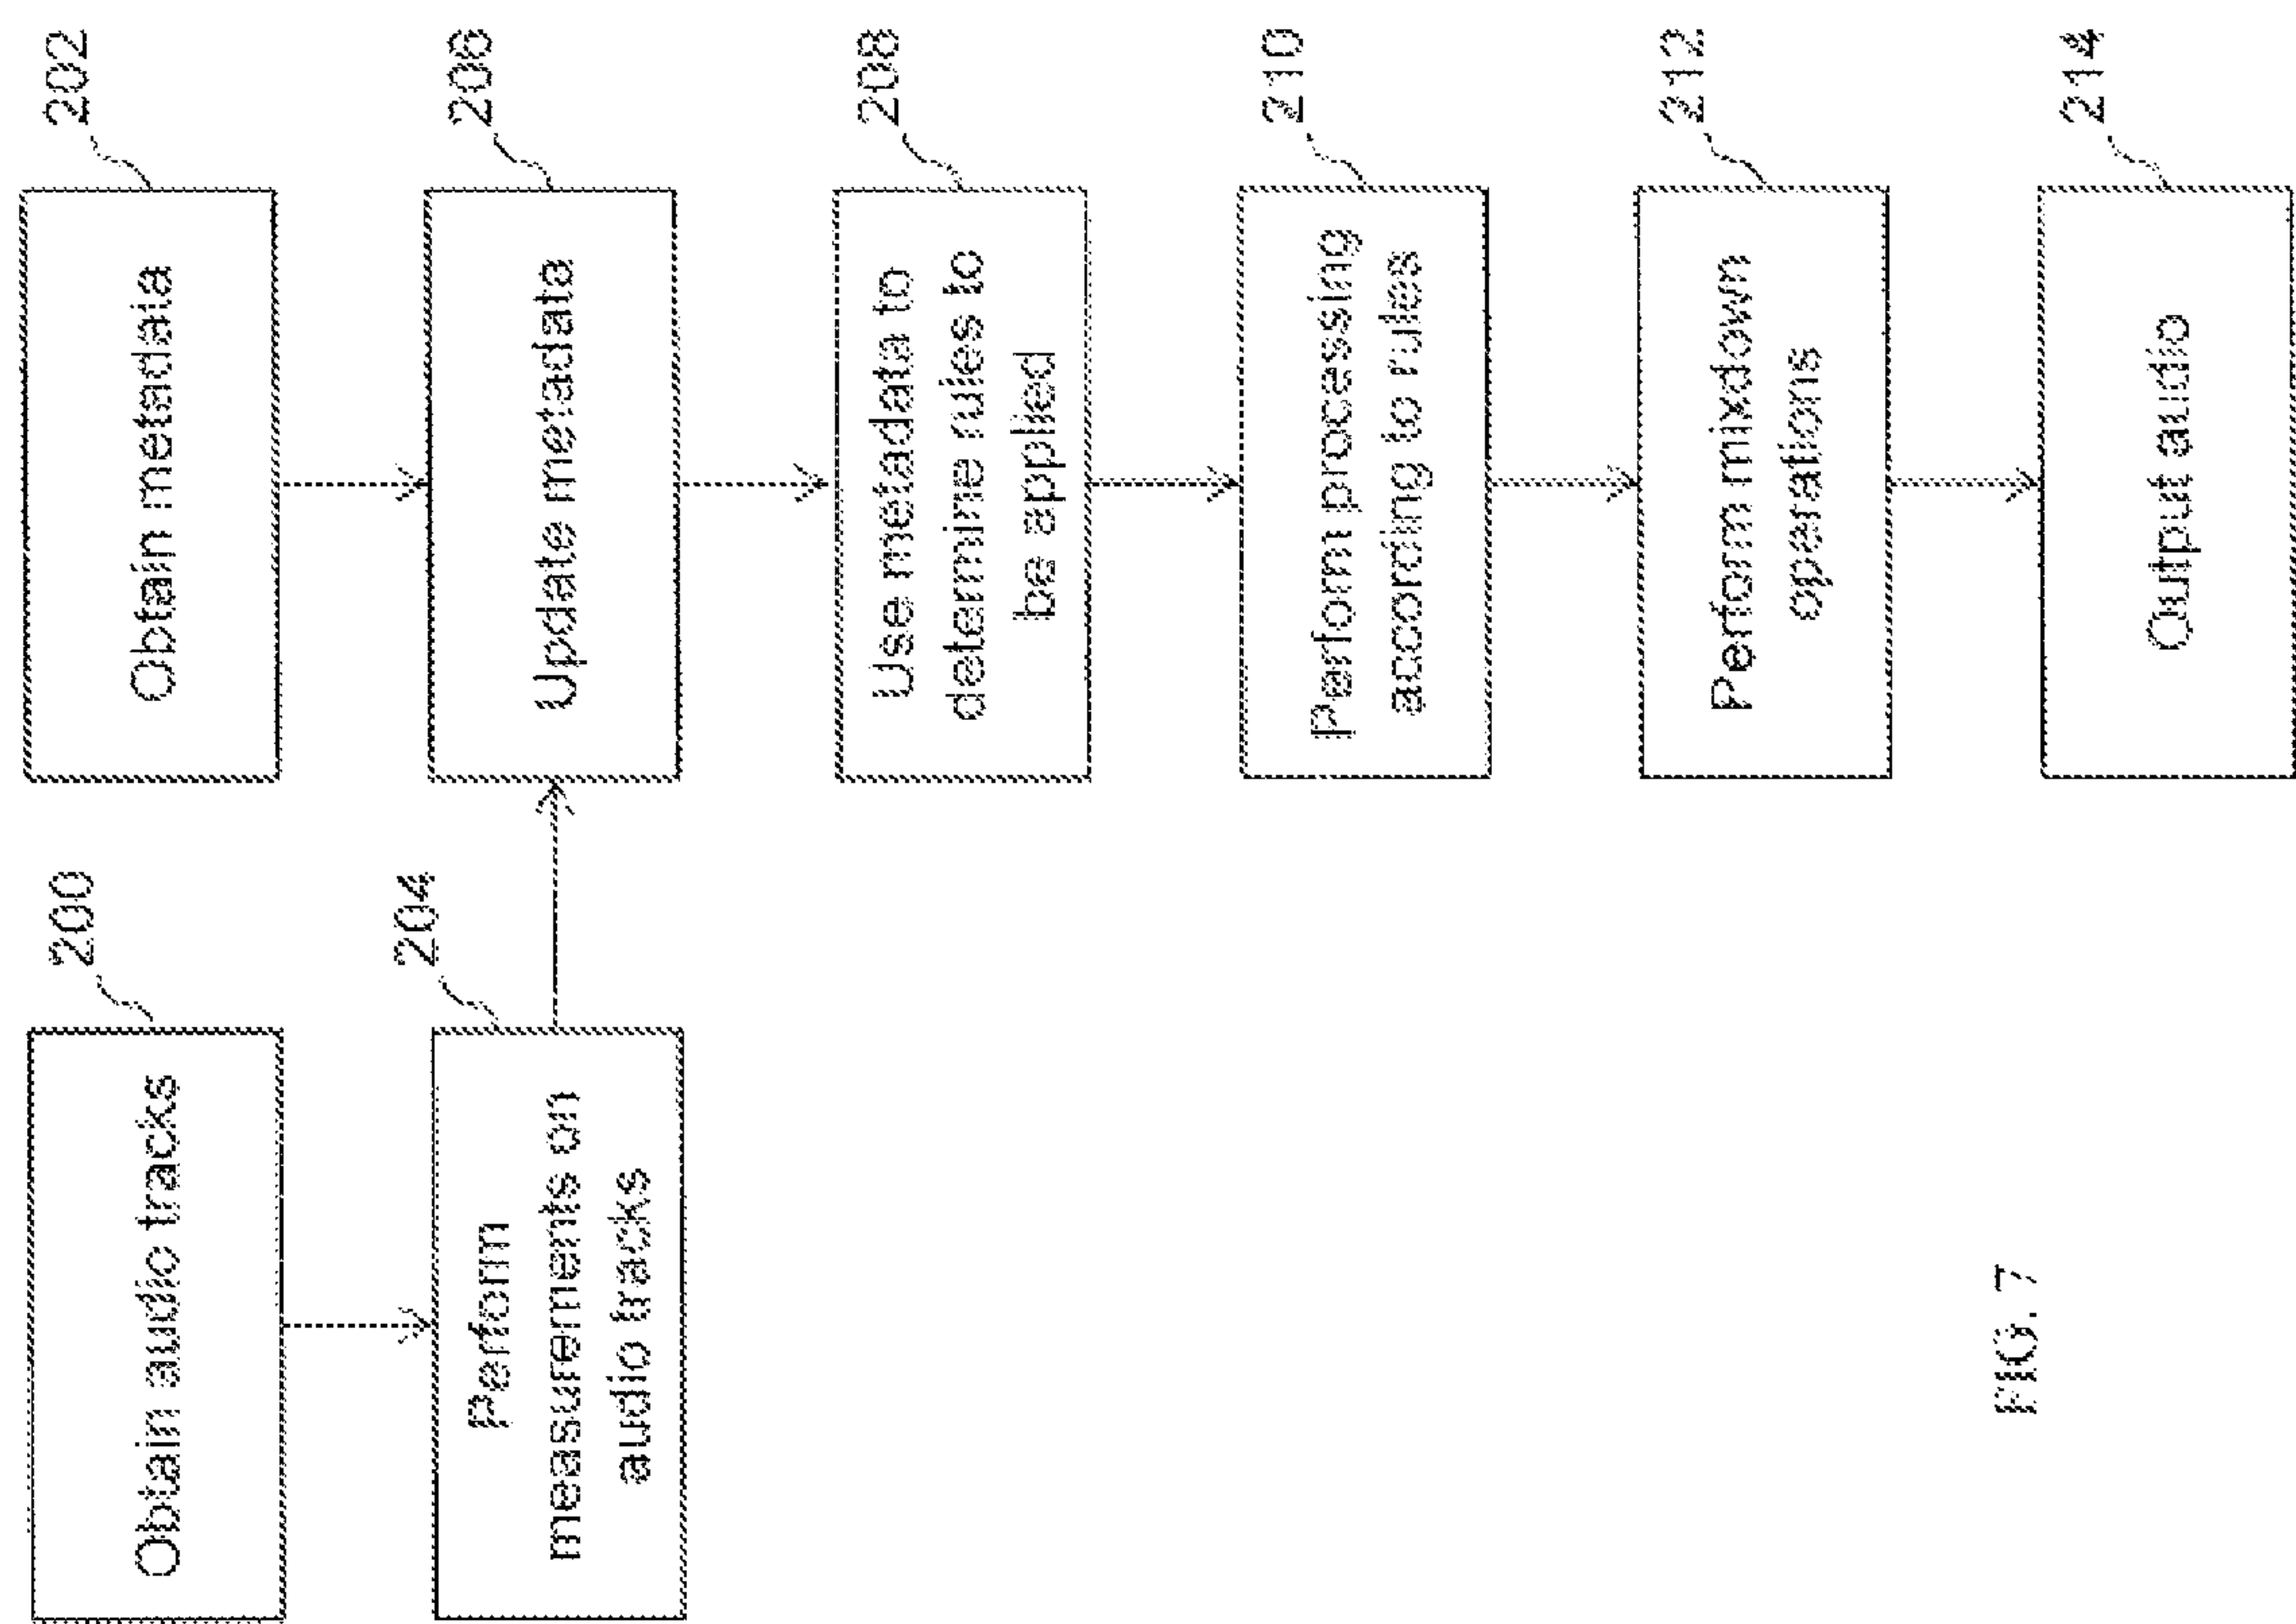 200
Obtain audio tracks
202
Obtain metadata
204
Perform
measurements on
audio tracks
206
Update metadata
208
Use metadata to
determine rules to
be applied
210
Perform processing
according to rules
212
Perform mixdown
operations
214
Output audio
FIG. 7